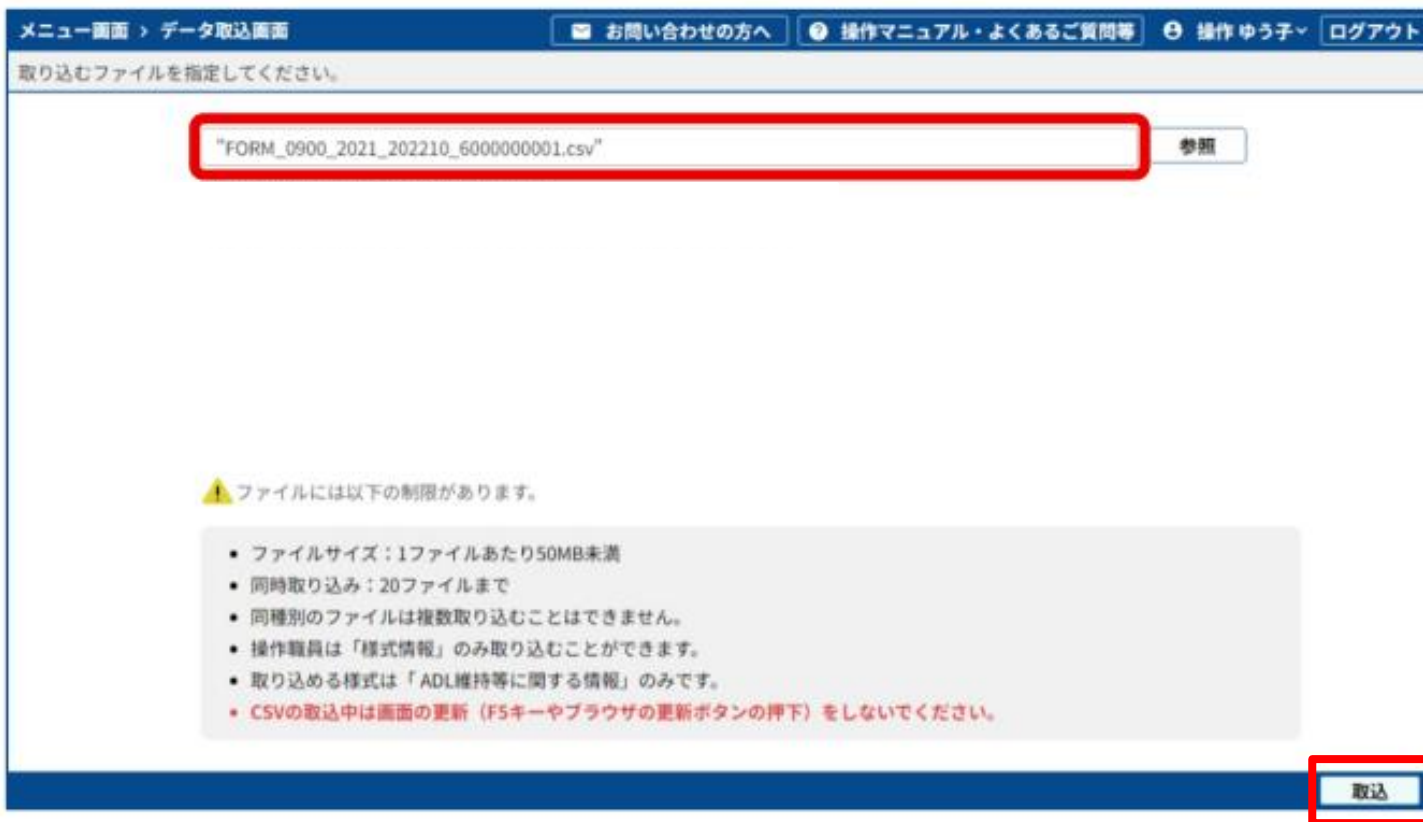 メニュー画面 › データ取込画面 お問い合わせの方へ 操作マニュアル・よくあるご質問等 操作 ゆう子 ログアウト
取り込むファイルを指定してください。
"FORM_0900_2021_202210_6000000001.csv" 参照
ファイルには以下の制限があります。
• ファイルサイズ：1ファイルあたり50MB未満
• 同時取り込み：20ファイルまで
• 同種別のファイルは複数取り込むことはできません。
• 操作職員は「様式情報」のみ取り込むことができます。
• 取り込める様式は「 ADL維持等に関する情報」のみです。
• CSVの取込中は画面の更新（F5キーやブラウザの更新ボタンの押下）をしないでください。
取込